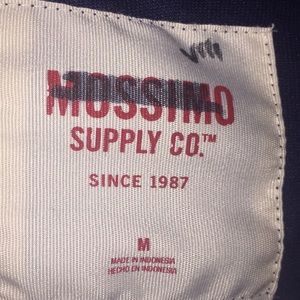 MOSSIMO
SUPPLY CO.™
SINCE 1987
M
MADE IN INDONESIA
HECHO EN INDONESIA